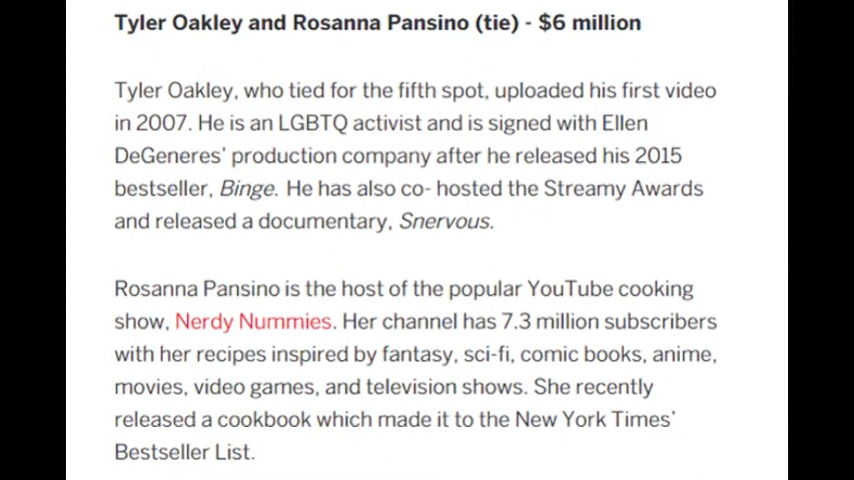 Tyler Oakley and Rosanna Pansino (tie) - $6 million
Tyler Oakley, who tied for the fifth spot, uploaded his first video
in 2007. He is an LGBTQ activist and is signed with Ellen
DeGeneres’ production company after he released his 2015
bestseller, Binge. He has also co- hosted the Streamy Awards
and released a documentary, Snervous.
Rosanna Pansino is the host of the popular YouTube cooking
show, Nerdy Nummies. Her channel has 7.3 million subscribers
with her recipes inspired by fantasy, sci-fi, comic books, anime,
movies, video games, and television shows. She recently
released a cookbook which made it to the New York Times’
Bestseller List.